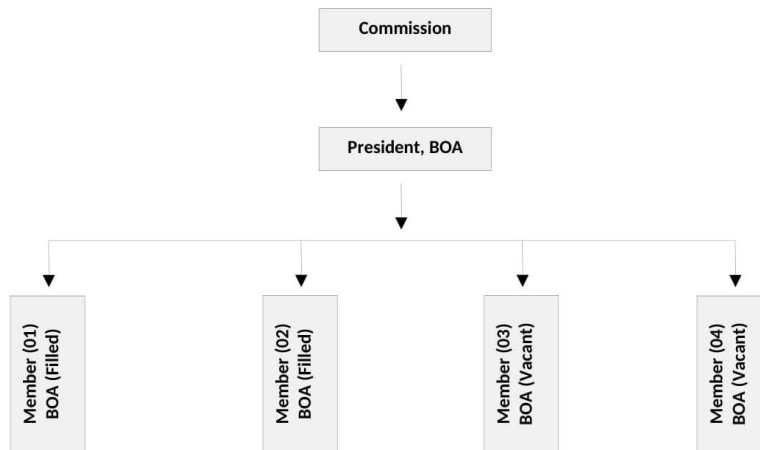 Commission
President, BOA
Member (01)
BOA (Filled)
Member (02)
BOA (Filled)
Member (03)
BOA (Vacant)
Member (04)
BOA (Vacant)